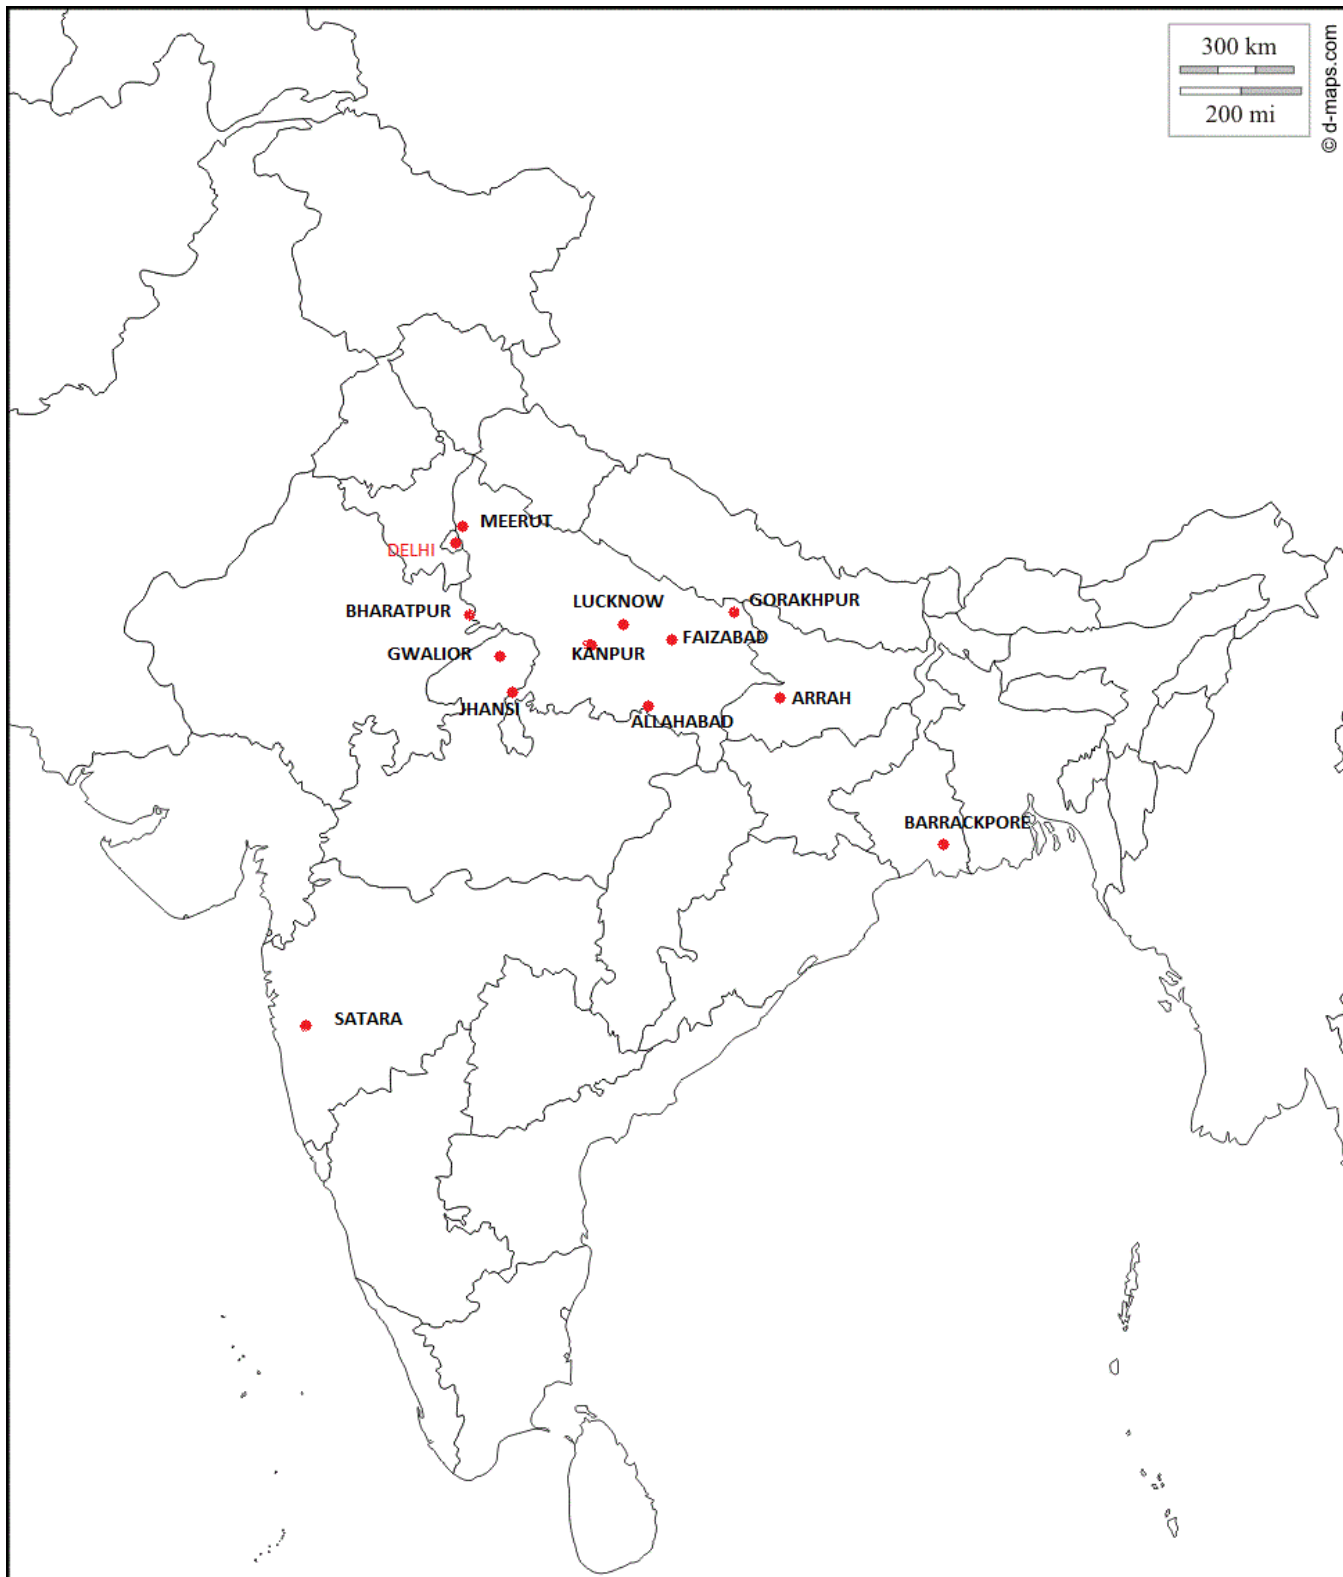 300 km
200 mi
© d-maps.com
MEERUT
DELHI
LUCKNOW
GORAKHPUR
BHARATPUR
FAIZABAD
GWALIOR
KANPUR
ARRAH
JHANSI
ALLAHABAD
BARRACKPORE
SATARA